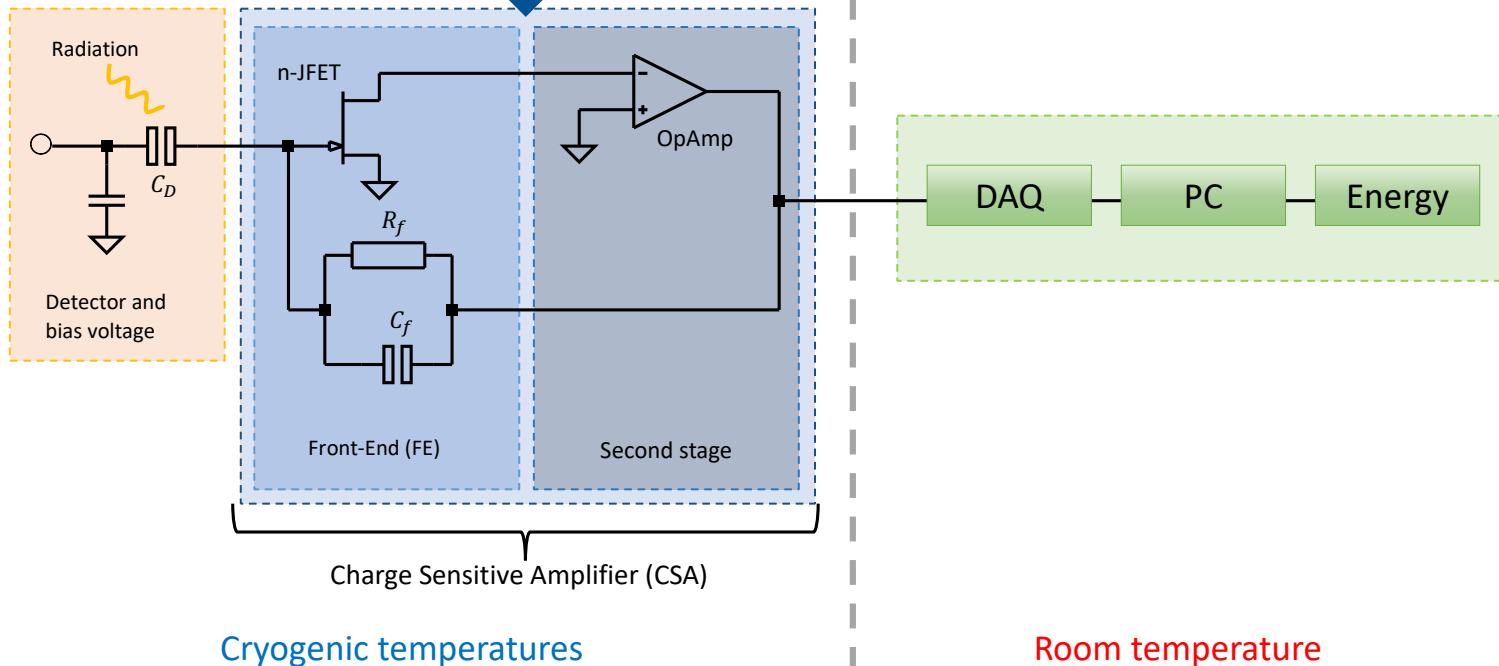 Radiation
n-JFET
−
+
OpAmp
C_D
R_f
DAQ
PC
Energy
Detector and
bias voltage
C_f
Front-End (FE)
Second stage
Charge Sensitive Amplifier (CSA)
Cryogenic temperatures
Room temperature